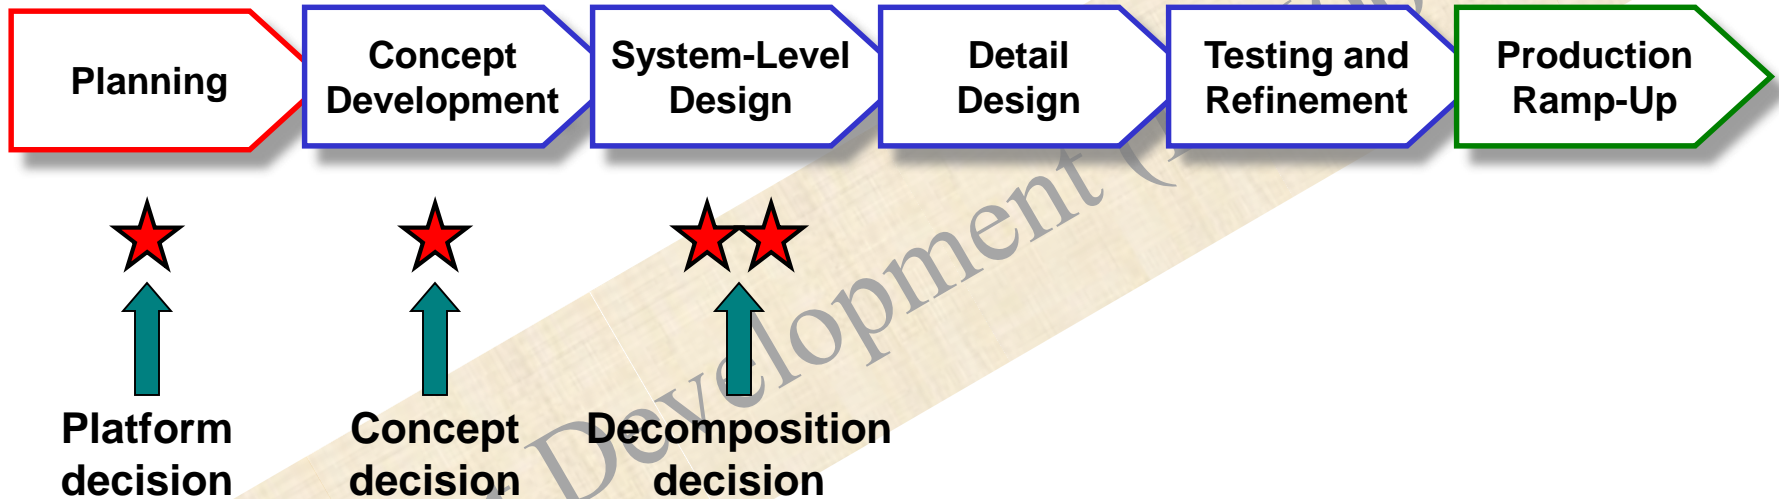 Planning
Concept
Development
System-Level
Design
Detail
Design
Testing and
Refinement
Production
Ramp-Up
Platform
decision
Concept
decision
Decomposition
decision
Development (